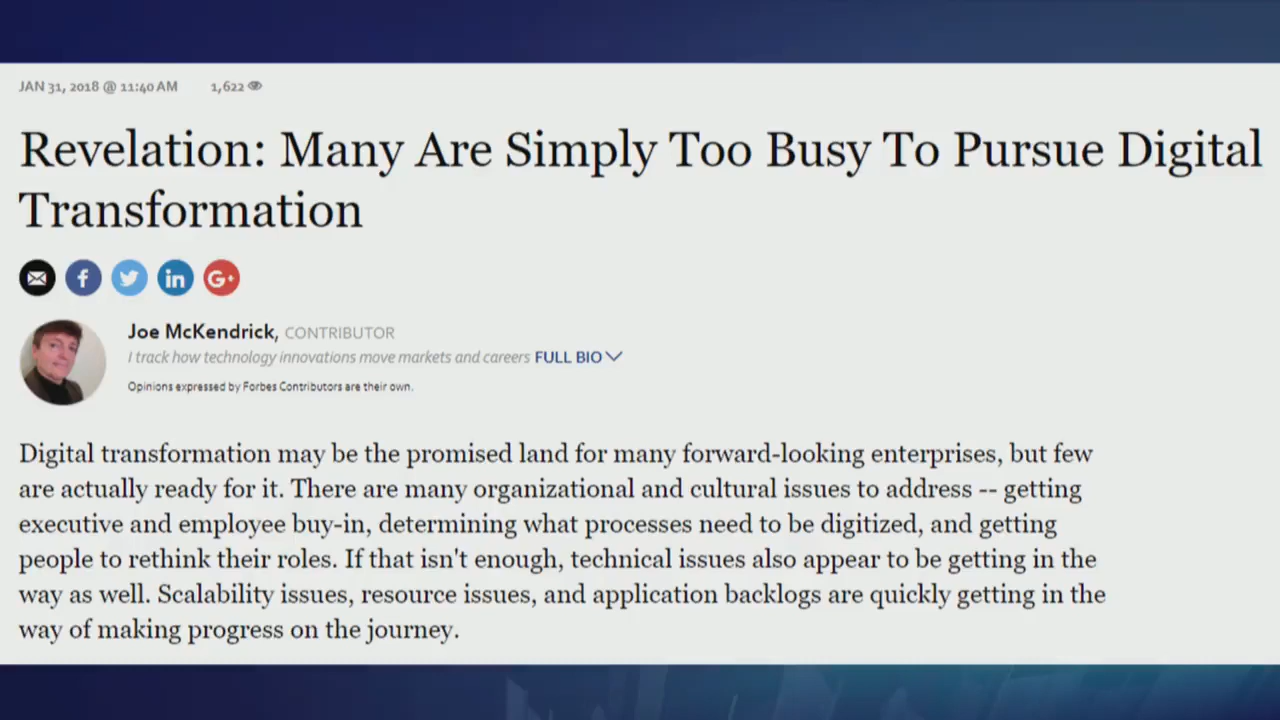 JAN 31, 2018 @ 11:40 AM 1,622
Revelation: Many Are Simply Too Busy To Pursue Digital
Transformation
f in G+
Joe McKendrick, CONTRIBUTOR
I track how technology innovations move markets and careers FULL BIO
Opinions expressed by Forbes Contributors are their own.
Digital transformation may be the promised land for many forward-looking enterprises, but few
are actually ready for it. There are many organizational and cultural issues to address -- getting
executive and employee buy-in, determining what processes need to be digitized, and getting
people to rethink their roles. If that isn't enough, technical issues also appear to be getting in the
way as well. Scalability issues, resource issues, and application backlogs are quickly getting in the
way of making progress on the journey.